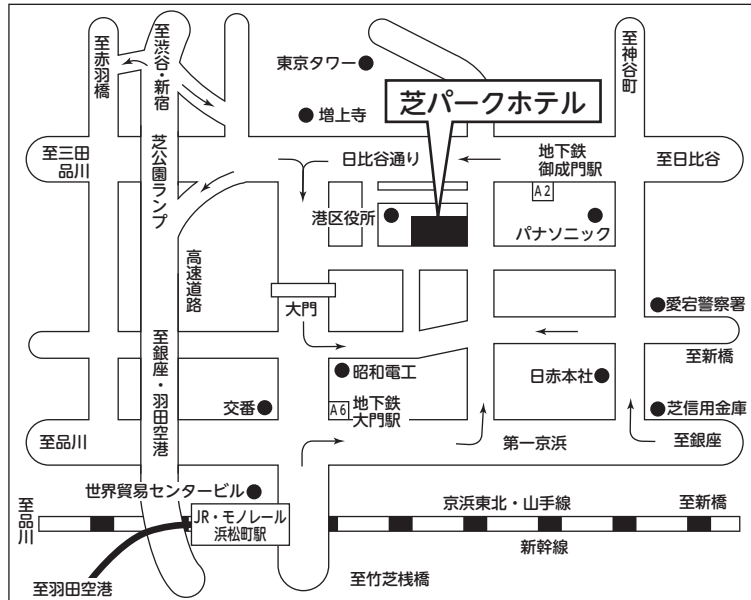 至赤羽橋
至渋谷・新宿
東京タワー
増上寺
芝パークホテル
至神谷町
至三田
品川
芝公園ランプ
日比谷通り
地下鉄
御成門駅
A2
至日比谷
港区役所
パナソニック
高速道路
大門
愛宕警察署
至新橋
至銀座・羽田空港
昭和電工
日赤本社
交番
A6
地下鉄
大門駅
芝信用金庫
至品川
第一京浜
至銀座
世界貿易センタービル
至品川
JR・モノレール
浜松町駅
京浜東北・山手線
至新橋
新幹線
至羽田空港
至竹芝桟橋